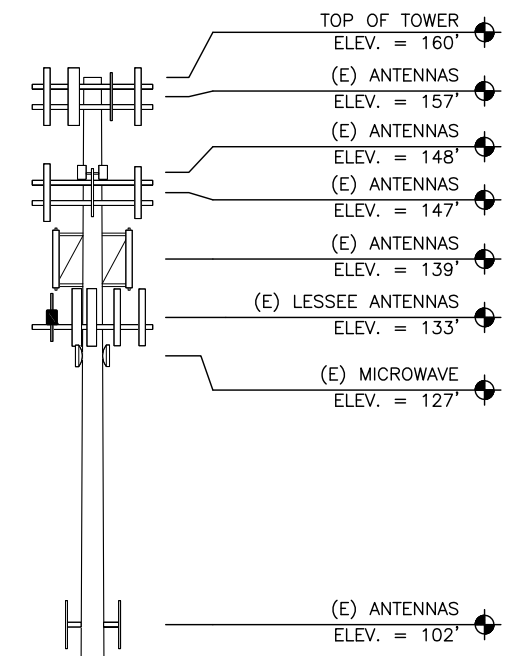 TOP OF TOWER
ELEV. = 160'
(E) ANTENNAS
ELEV. = 157'
(E) ANTENNAS
ELEV. = 148'
(E) ANTENNAS
ELEV. = 147'
(E) ANTENNAS
ELEV. = 139'
(E) LESSEE ANTENNAS
ELEV. = 133'
(E) MICROWAVE
ELEV. = 127'
(E) ANTENNAS
ELEV. = 102'